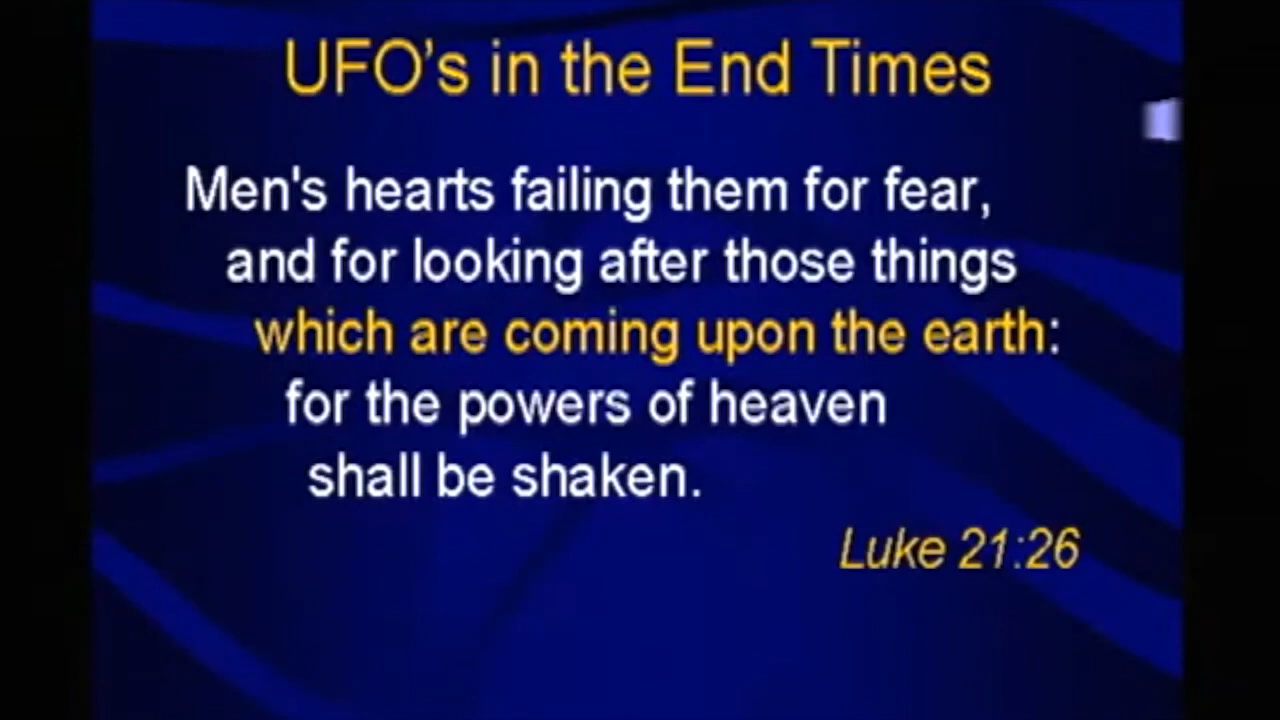 UFO's in the End Times
Men's hearts failing them for fear,
and for looking after those things
which are coming upon the earth:
for the powers of heaven
shall be shaken.
Luke 21:26